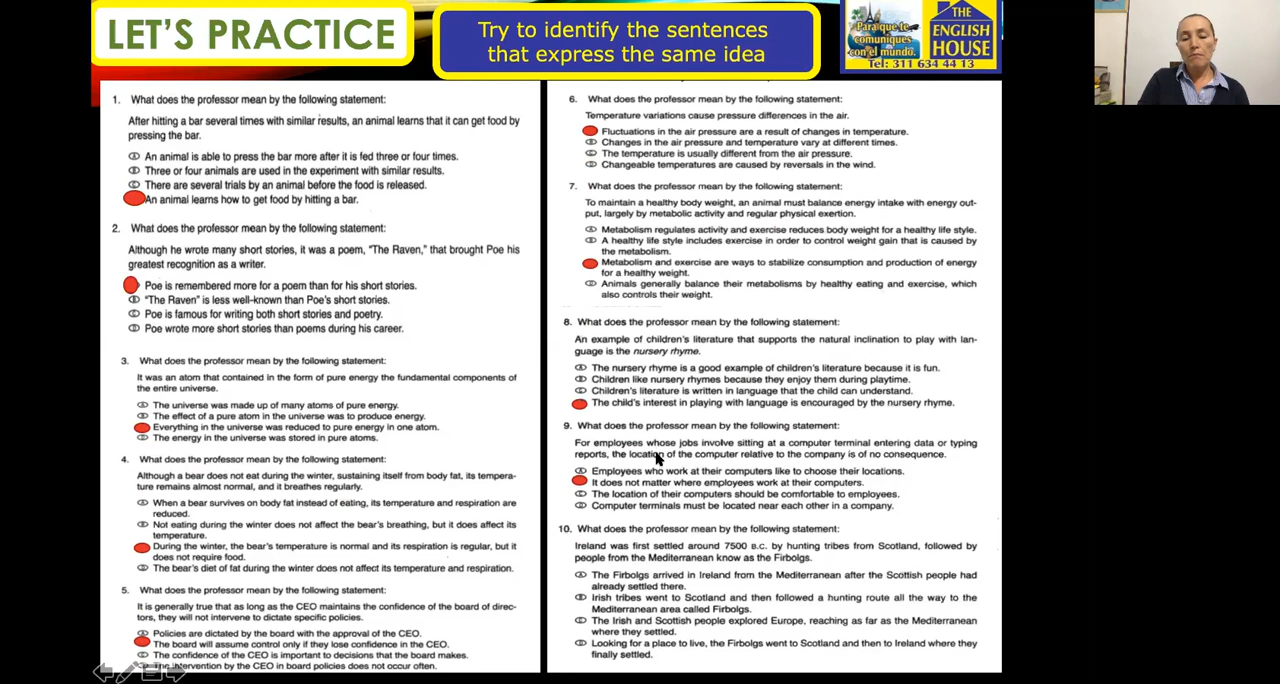 LET'S PRACTICE
Try to identify the sentences
that express the same idea
Para que te
comuniques
con el mundo.
THE
ENGLISH
HOUSE
Tel: 311 634 44 13
1. What does the professor mean by the following statement:
After hitting a bar several times with similar results, an animal learns that it can get food by
pressing the bar.
A An animal is able to press the bar more after it is fed three or four times.
B Three or four animals are used in the experiment with similar results.
C There are several trials by an animal before the food is released.
An animal learns how to get food by hitting a bar.
2. What does the professor mean by the following statement:
Although he wrote many short stories, it was a poem, "The Raven," that brought Poe his
greatest recognition as a writer.
Poe is remembered more for a poem than for his short stories.
B "The Raven" is less well-known than Poe's short stories.
C Poe is famous for writing both short stories and poetry.
D Poe wrote more short stories than poems during his career.
3. What does the professor mean by the following statement:
It was an atom that contained in the form of pure energy the fundamental components of
the entire universe.
A The universe was made up of many atoms of pure energy.
B The effect of a pure atom in the universe was to produce energy.
Everything in the universe was reduced to pure energy in one atom.
D The energy in the universe was stored in pure atoms.
4. What does the professor mean by the following statement:
Although a bear does not eat during the winter, sustaining itself from body fat, its tempera-
ture remains almost normal, and it breathes regularly.
A When a bear survives on body fat instead of eating, its temperature and respiration are
reduced.
B Not eating during the winter does not affect the bear's breathing, but it does affect its
temperature.
During the winter, the bear's temperature is normal and its respiration is regular, but it
does not require food.
D The bear's diet of fat during the winter does not affect its temperature and respiration.
5. What does the professor mean by the following statement:
It is generally true that as long as the CEO maintains the confidence of the board of direc-
tors, they will not intervene to dictate specific policies.
A Policies are dictated by the board with the approval of the CEO.
The board will assume control only if they lose confidence in the CEO.
C The confidence of the CEO is important to decisions that the board makes.
The intervention by the CEO in board policies does not occur often.
6. What does the professor mean by the following statement:
Temperature variations cause pressure differences in the air.
Fluctuations in the air pressure are a result of changes in temperature.
B Changes in the air pressure and temperature vary at different times.
C The temperature is usually different from the air pressure.
D Changeable temperatures are caused by reversals in the wind.
7. What does the professor mean by the following statement:
To maintain a healthy body weight, an animal must balance energy intake with energy out-
put, largely by metabolic activity and regular physical exertion.
A Metabolism regulates activity and exercise reduces body weight for a healthy life style.
B A healthy life style includes exercise in order to control weight gain that is caused by
the metabolism.
Metabolism and exercise are ways to stabilize consumption and production of energy
for a healthy weight.
D Animals generally balance their metabolisms by healthy eating and exercise, which
also controls their weight.
8. What does the professor mean by the following statement:
An example of children's literature that supports the natural inclination to play with lan-
guage is the nursery rhyme.
A The nursery rhyme is a good example of children's literature because it is fun.
B Children like nursery rhymes because they enjoy them during playtime.
C Children's literature is written in language that the child can understand.
The child's interest in playing with language is encouraged by the nursery rhyme.
9. What does the professor mean by the following statement:
For employees whose jobs involve sitting at a computer terminal entering data or typing
reports, the location of the computer relative to the company is of no consequence.
A Employees who work at their computers like to choose their locations.
It does not matter where employees work at their computers.
C The location of their computers should be comfortable to employees.
D Computer terminals must be located near each other in a company.
10. What does the professor mean by the following statement:
Ireland was first settled around 7500 B.C. by hunting tribes from Scotland, followed by
people from the Mediterranean know as the Firbolgs.
A The Firbolgs arrived in Ireland from the Mediterranean after the Scottish people had
already settled there.
B Irish tribes went to Scotland and then followed a hunting route all the way to the
Mediterranean area called Firbolgs.
C The Irish and Scottish people explored Europe, reaching as far as the Mediterranean
where they settled.
D Looking for a place to live, the Firbolgs went to Scotland and then to Ireland where they
finally settled.